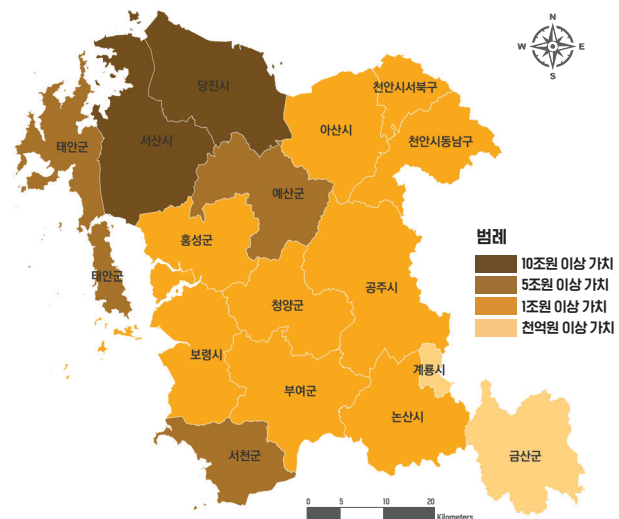 N
W E
S
당진시
천안시서북구
아산시
천안시동남구
태안군
서산시
예산군
홍성군
범례
10조원 이상 가치
5조원 이상 가치
1조원 이상 가치
천억원 이상 가치
태안군
청양군
공주시
보령시
계룡시
부여군
논산시
서천군
금산군
0 5 10 20
Kilometers